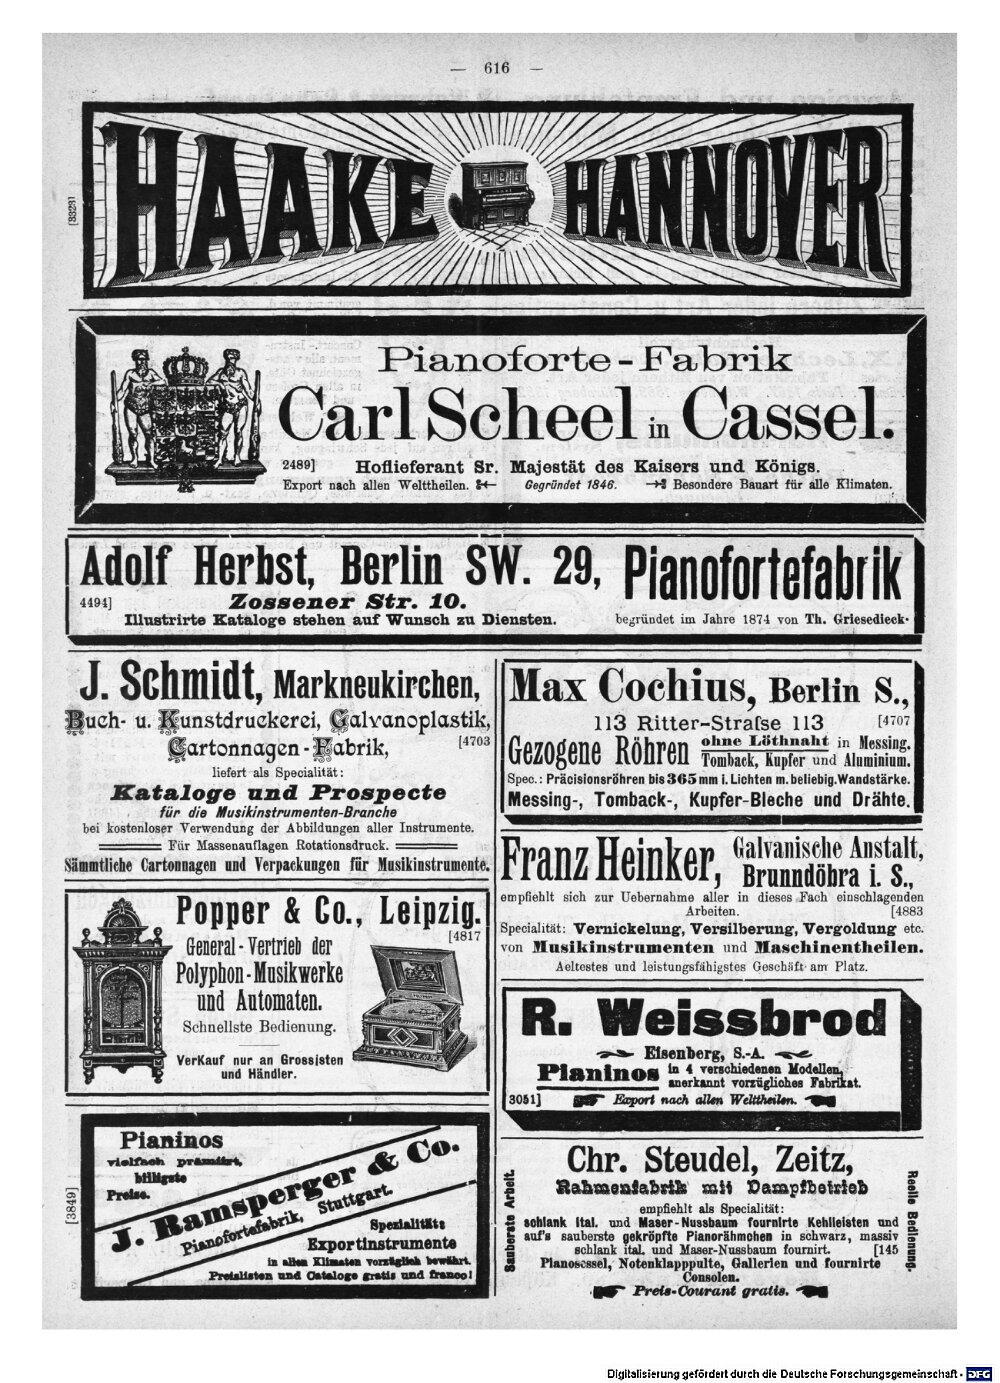 — 616 —
HAAKE HANNOVER
[3323]
Pianoforte-Fabrik
Carl Scheel in Cassel.
2489] Hoflieferant Sr. Majestät des Kaisers und Königs.
Export nach allen Welttheilen. Gegründet 1846. Besondere Bauart für alle Klimaten.
Adolf Herbst, Berlin SW. 29, Pianofortefabrik
4494] Zossener Str. 10.
Illustrirte Kataloge stehen auf Wunsch zu Diensten. begründet im Jahre 1874 von Th. Griesedieck.
J. Schmidt, Markneukirchen,
Buch- u. Kunstdruckerei, Galvanoplastik,
Cartonnagen-Fabrik, [4703
liefert als Specialität:
Kataloge und Prospecte
für die Musikinstrumenten-Branche
bei kostenloser Verwendung der Abbildungen aller Instrumente.
Für Massenauflagen Rotationsdruck.
Sämmtliche Cartonnagen und Verpackungen für Musikinstrumente.
Popper & Co., Leipzig.
[4817
General-Vertrieb der
Polyphon-Musikwerke
und Automaten.
Schnellste Bedienung.
Verkauf nur an Grossisten
und Händler.
[3849]
Pianinos
vielfach prämiirt,
billigste
Preise.
J. Ramsperger & Co.
Pianofortefabrik, Stuttgart.
Spezialität:
Exportinstrumente
in allen Klimaten vorzüglich bewährt.
Preislisten und Cataloge gratis und franco!
Max Cochius, Berlin S.,
113 Ritter-Straſse 113 [4707
Gezogene Röhren ohne Löthnaht in Messing,
Tomback, Kupfer und Aluminium.
Spec.: Präcisionsröhren bis 365 mm i. Lichten m. beliebig. Wandstärke.
Messing-, Tomback-, Kupfer-Bleche und Drähte.
Franz Heinker, Galvanische Anstalt,
Brunndöbra i. S.,
empfiehlt sich zur Uebernahme aller in dieses Fach einschlagenden
Arbeiten. [4883
Specialität: Vernickelung, Versilberung, Vergoldung etc.
von Musikinstrumenten und Maschinentheilen.
Aeltestes und leistungsfähigstes Geschäft am Platz.
R. Weissbrod
Eisenberg, S.-A.
Pianinos in 4 verschiedenen Modellen,
anerkannt vorzügliches Fabrikat.
3051] Export nach allen Welttheilen.
Chr. Steudel, Zeitz,
Rahmenfabrik mit Dampfbetrieb
empfiehlt als Specialität:
schlank ital. und Maser-Nussbaum fournirte Kehlleisten und
auf's sauberste gekröpfte Pianorähmchen in schwarz, massiv
schlank ital. und Maser-Nussbaum fournirt. [145
Pianosessel, Notenklapppulte, Gallerien und fournirte
Consolen.
Preis-Courant gratis.
Sauberste Arbeit.
Reelle Bedienung.
Digitalisierung gefördert durch die Deutsche Forschungsgemeinschaft - DFG